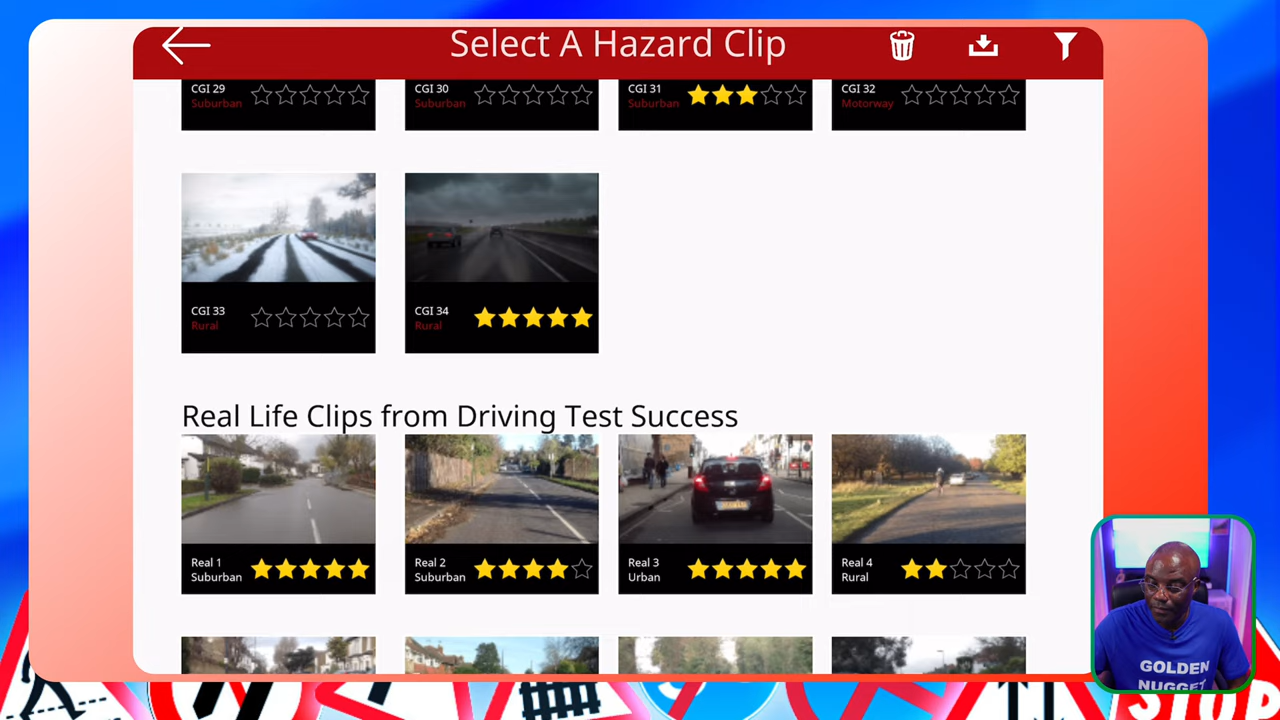 Select A Hazard Clip
CGI 29
Suburban
CGI 30
Suburban
CGI 31
Suburban
CGI 32
Motorway
CGI 33
Rural
CGI 34
Rural
Real Life Clips from Driving Test Success
Real 1
Suburban
Real 2
Suburban
Real 3
Urban
Real 4
Rural
GOLDEN
NUGGET
STOP